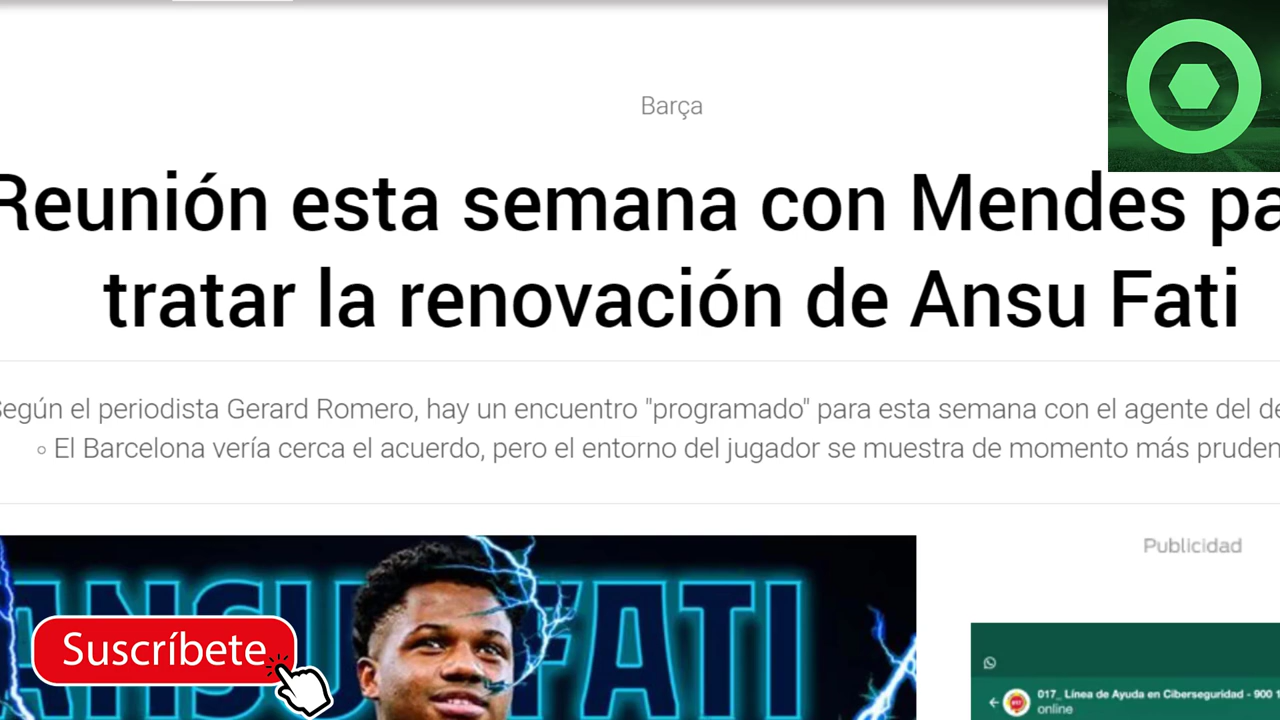 Barça
Reunión esta semana con Mendes pa
tratar la renovación de Ansu Fati
Según el periodista Gerard Romero, hay un encuentro "programado" para esta semana con el agente del de
El Barcelona vería cerca el acuerdo, pero el entorno del jugador se muestra de momento más pruden
Publicidad
ANSU FATI
Suscríbete
017_ Línea de Ayuda en Ciberseguridad - 900 1
online